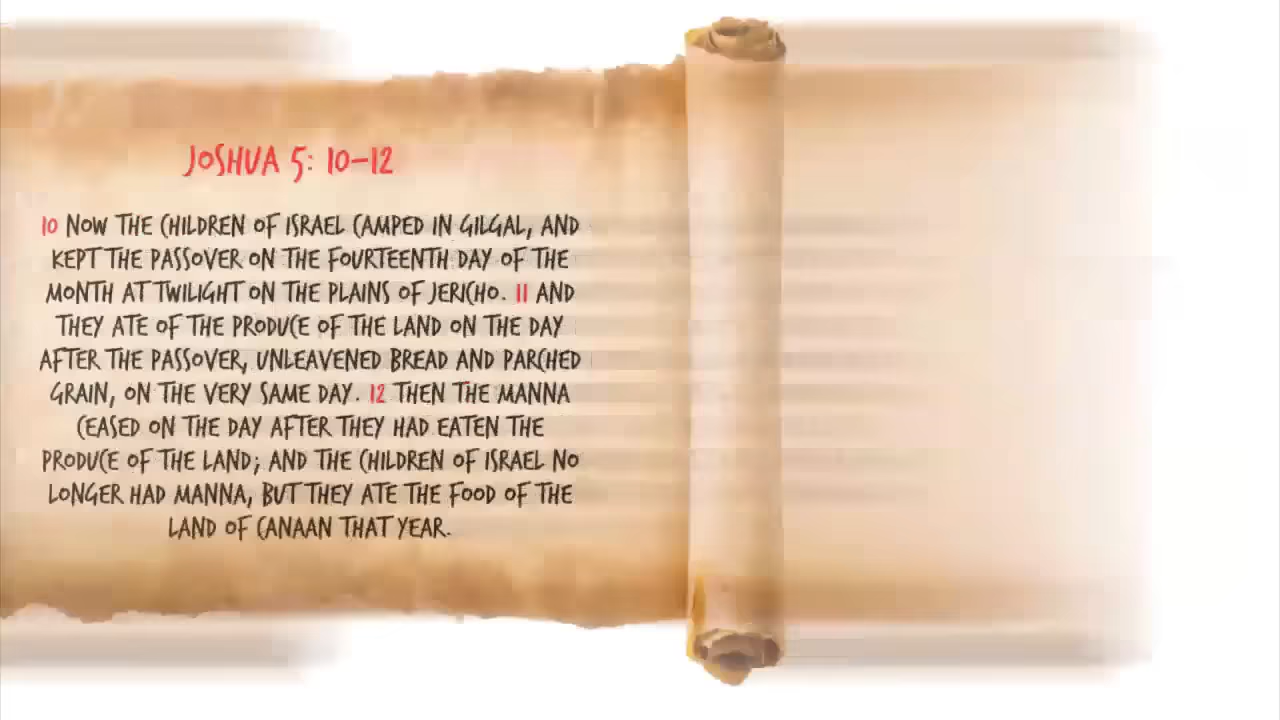 JOSHUA 5: 10-12
10 NOW THE CHILDREN OF ISRAEL CAMPED IN GILGAL, AND
KEPT THE PASSOVER ON THE FOURTEENTH DAY OF THE
MONTH AT TWILIGHT ON THE PLAINS OF JERICHO. 11 AND
THEY ATE OF THE PRODUCE OF THE LAND ON THE DAY
AFTER THE PASSOVER, UNLEAVENED BREAD AND PARCHED
GRAIN, ON THE VERY SAME DAY. 12 THEN THE MANNA
CEASED ON THE DAY AFTER THEY HAD EATEN THE
PRODUCE OF THE LAND; AND THE CHILDREN OF ISRAEL NO
LONGER HAD MANNA, BUT THEY ATE THE FOOD OF THE
LAND OF CANAAN THAT YEAR.